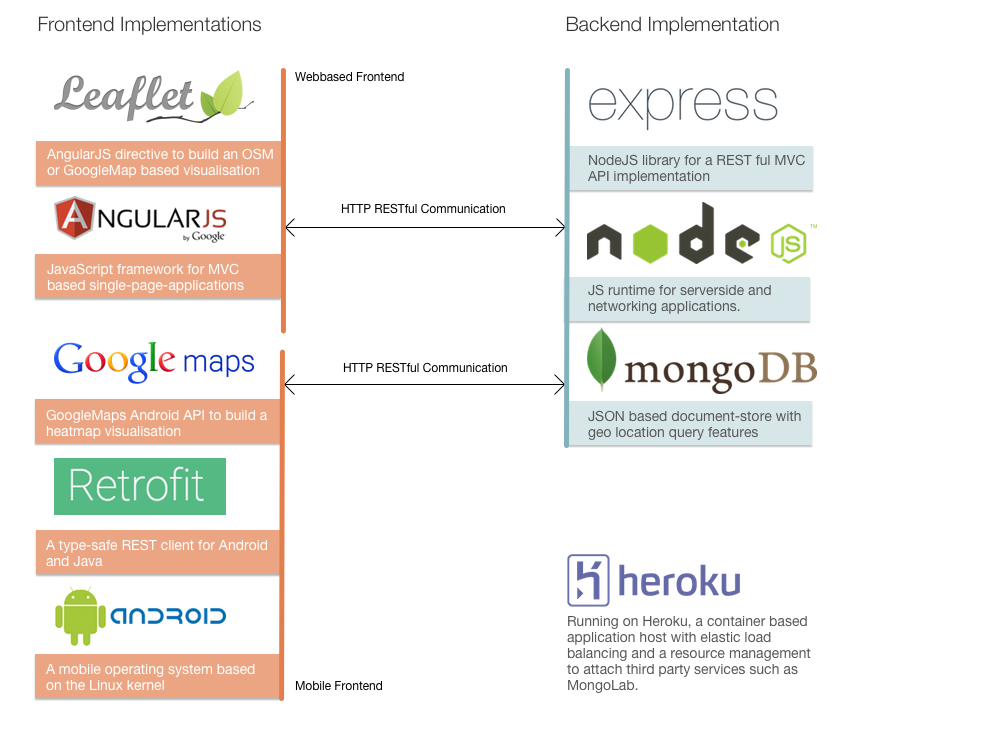 Frontend Implementations
Backend Implementation
Webbased Frontend
Leaflet
AngularJS directive to build an OSM
or GoogleMap based visualisation
ANGULARJS
by Google
JavaScript framework for MVC
based single-page-applications
HTTP RESTful Communication
express
NodeJS library for a REST ful MVC
API implementation
node
JS
™
JS runtime for serverside and
networking applications.
Google maps
GoogleMaps Android API to build a
heatmap visualisation
HTTP RESTful Communication
mongoDB
JSON based document-store with
geo location query features
Retrofit
A type-safe REST client for Android
and Java
ANDROID
A mobile operating system based
on the Linux kernel
Mobile Frontend
heroku
Running on Heroku, a container based
application host with elastic load
balancing and a resource management
to attach third party services such as
MongoLab.